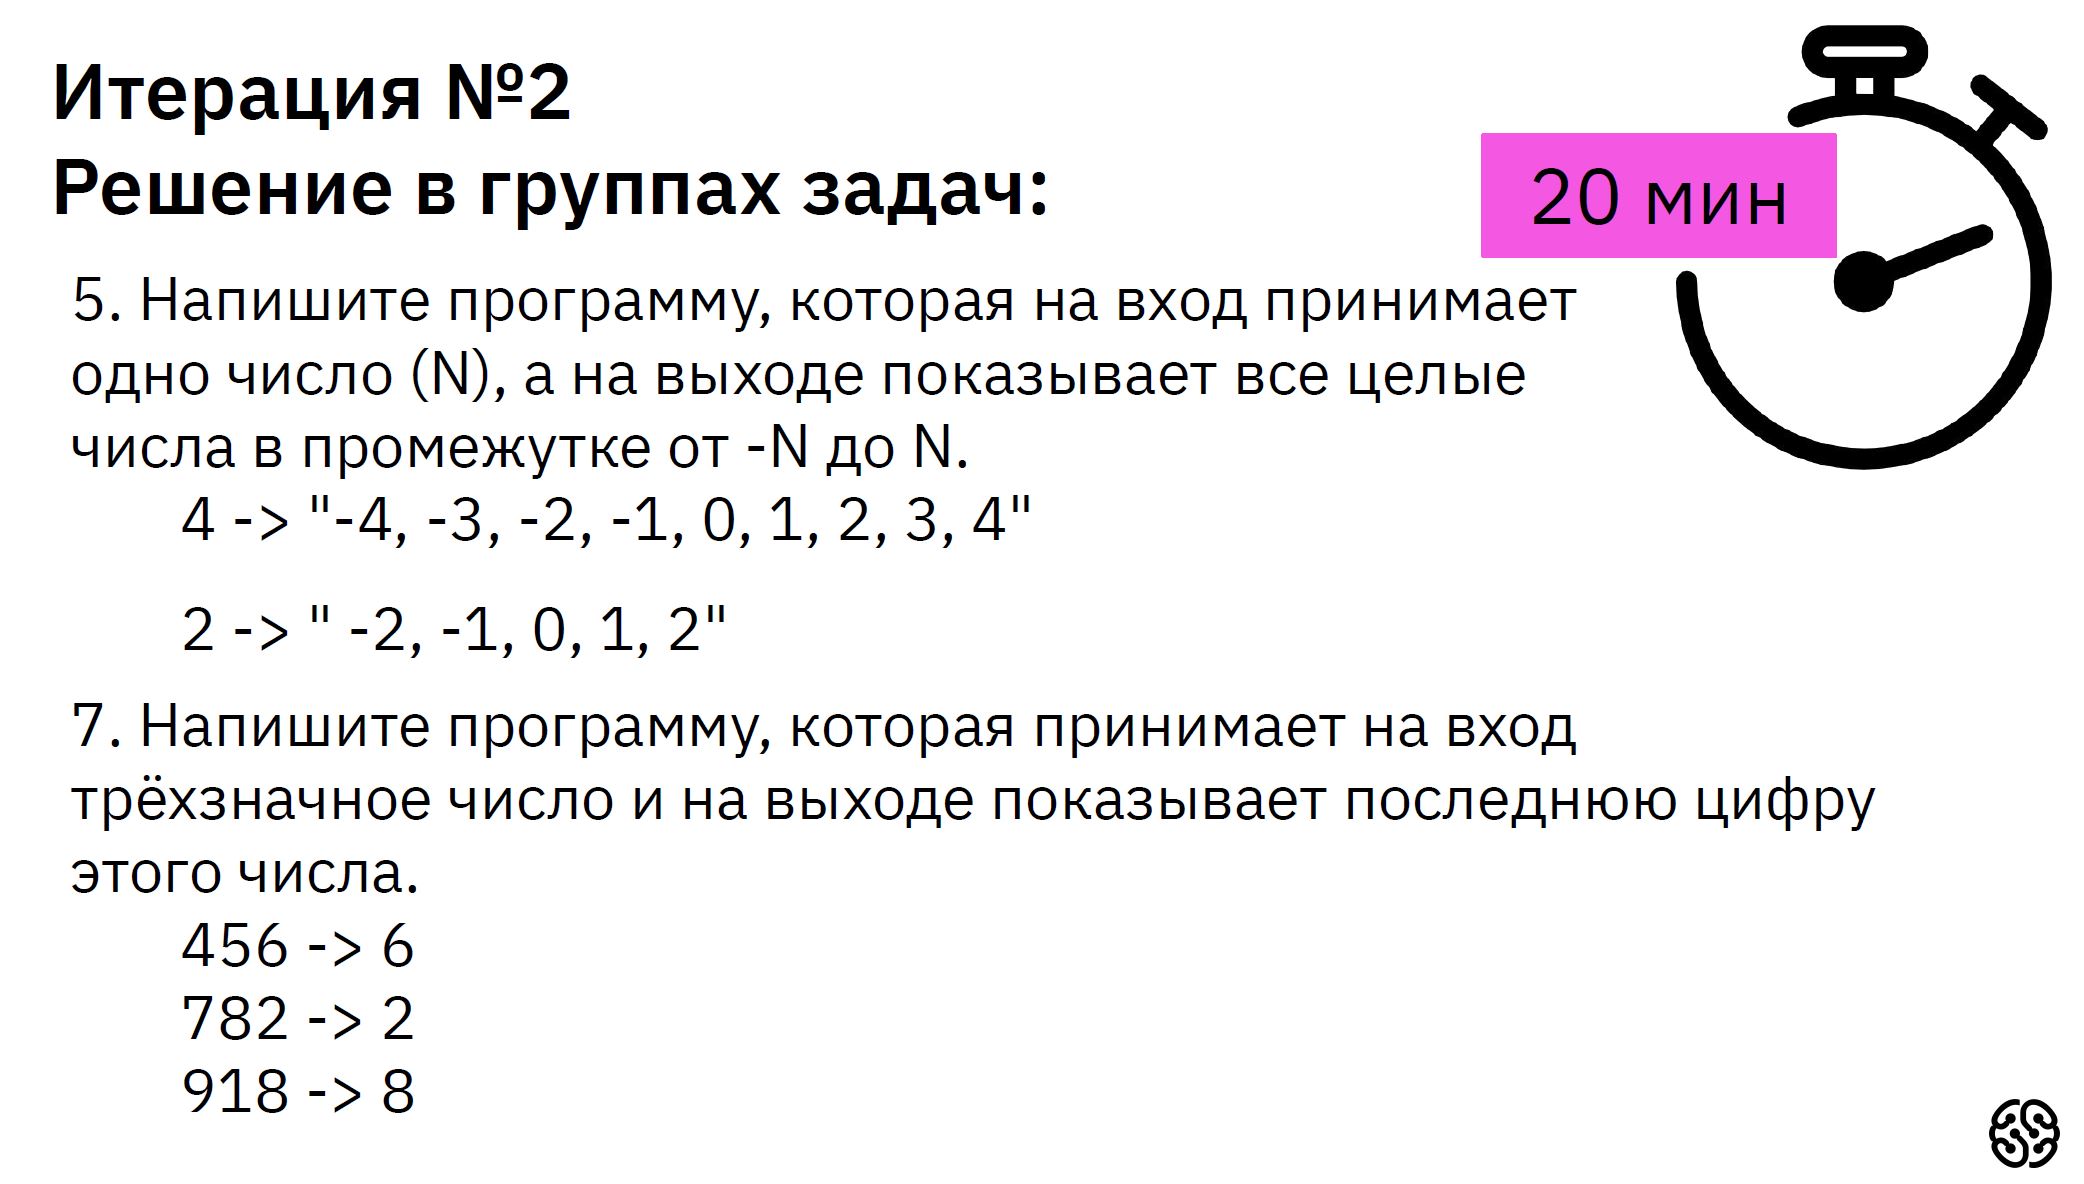 Итерация №2
Решение в группах задач:
20 мин
5. Напишите программу, которая на вход принимает
одно число (N), а на выходе показывает все целые
числа в промежутке от -N до N.
4 -> "-4, -3, -2, -1, 0, 1, 2, 3, 4"
2 -> " -2, -1, 0, 1, 2"
7. Напишите программу, которая принимает на вход
трёхзначное число и на выходе показывает последнюю цифру
этого числа.
456 -> 6
782 -> 2
918 -> 8